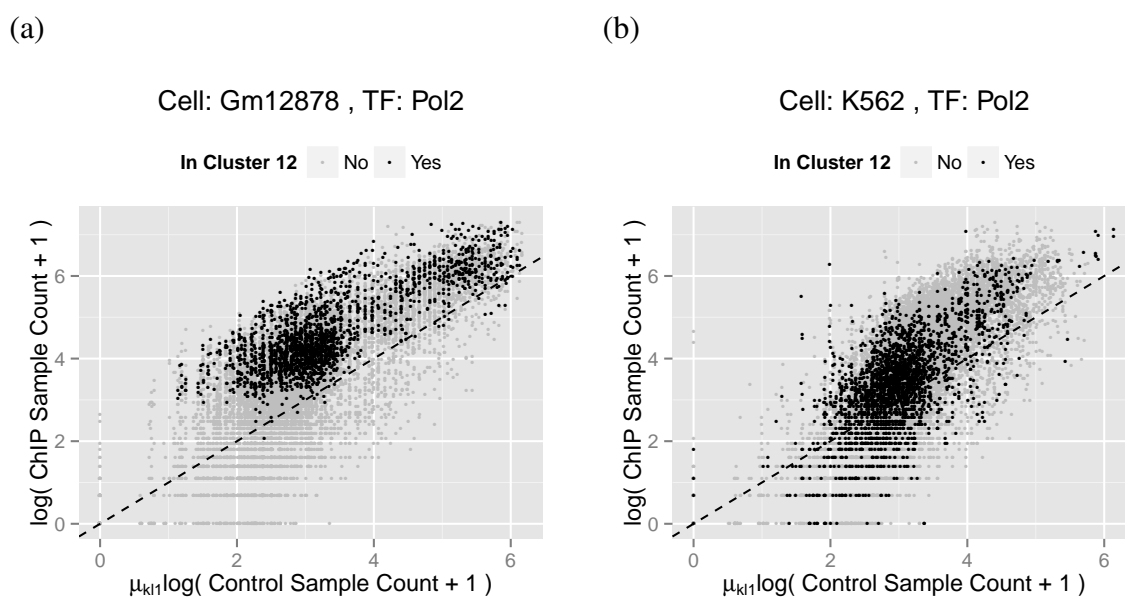 (a)
(b)
Cell: Gm12878 , TF: Pol2
Cell: K562 , TF: Pol2
In Cluster 12 No Yes
In Cluster 12 No Yes
log( ChIP Sample Count + 1 )
6
4
2
0
0 2 4 6
μkl1log( Control Sample Count + 1 )
log( ChIP Sample Count + 1 )
6
4
2
0
0 2 4 6
μkl1log( Control Sample Count + 1 )